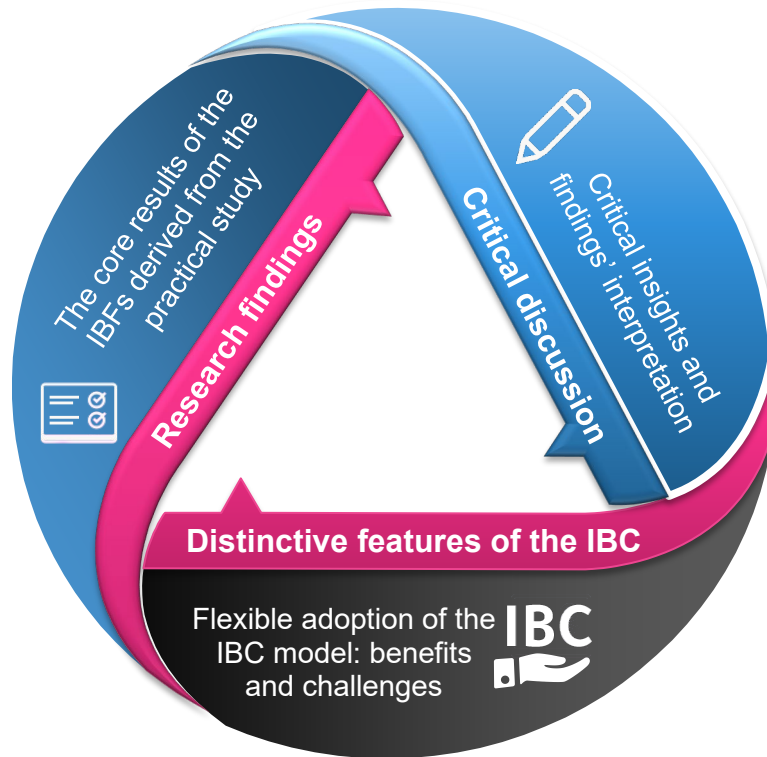 The core results of the
IBFs derived from the
practical study
Research findings
Critical discussion
Critical insights and
findings' interpretation
Distinctive features of the IBC
Flexible adoption of the
IBC model: benefits
and challenges
IBC